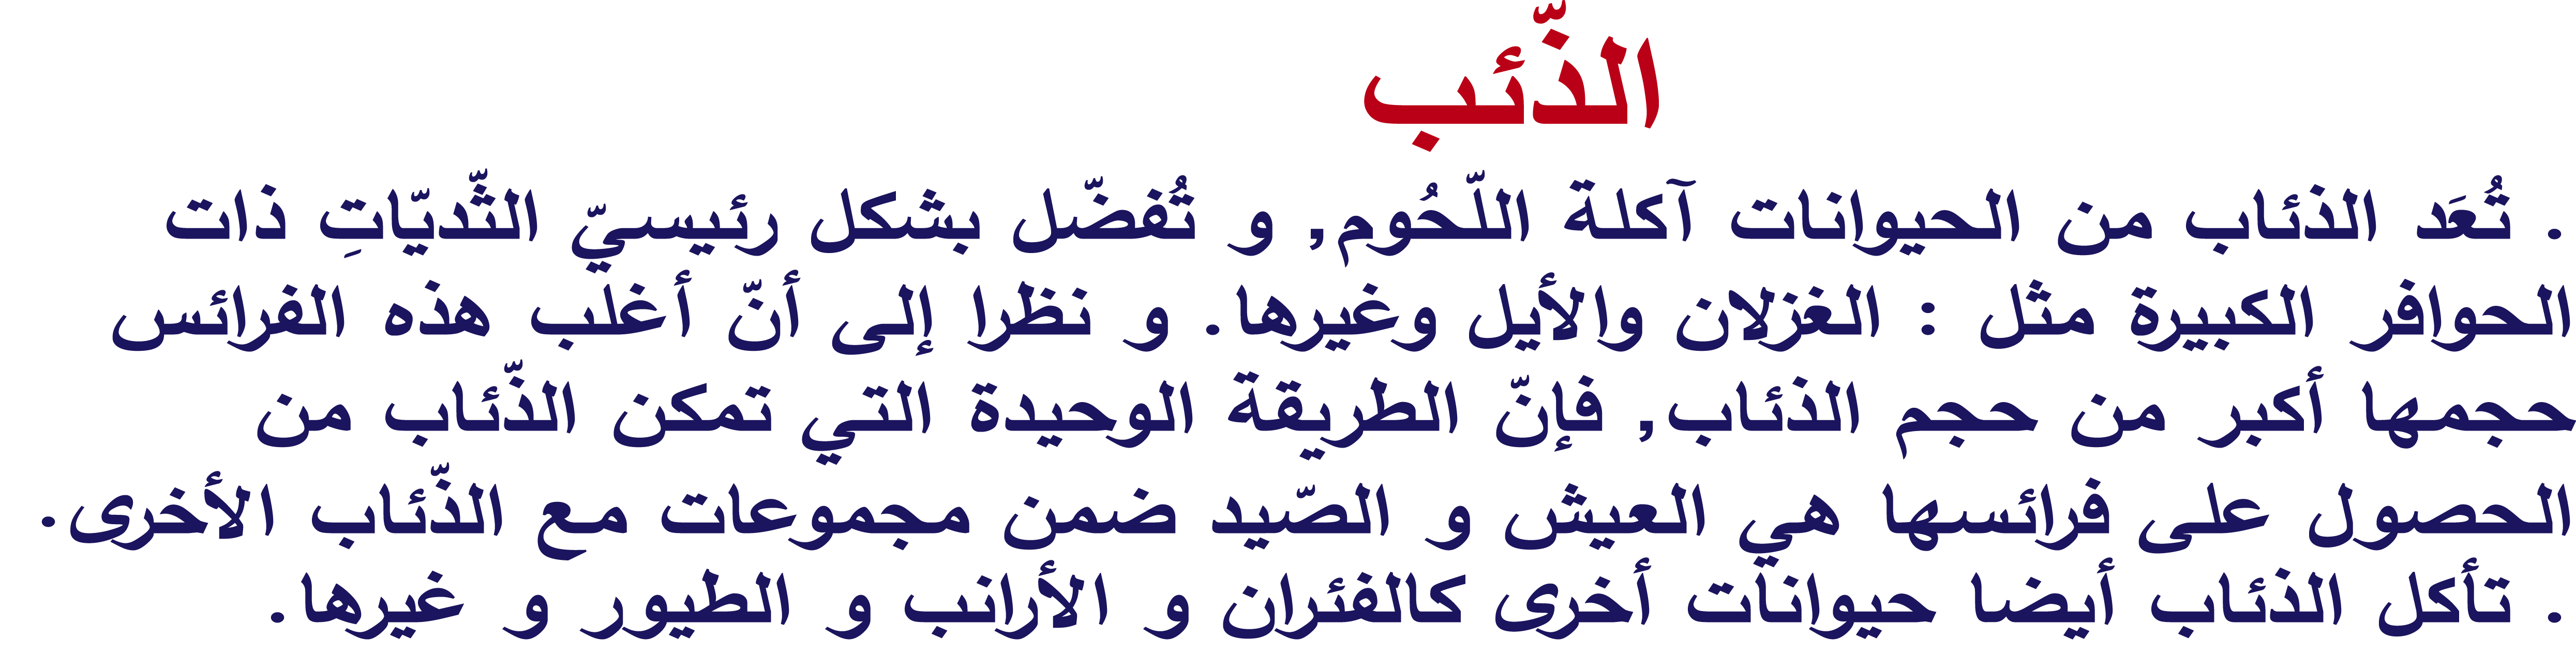 الذّئب
. تُعَد الذئاب من الحيوانات آكلة اللّحُوم, و تُفضّل بشكل رئيسيّ الثّديّاتِ ذات
الحوافر الكبيرة مثل : الغزلان والأيل وغيرها. و نظرا إلى أنّ أغلب هذه الفرائس
حجمها أكبر من حجم الذئاب, فإنّ الطريقة الوحيدة التي تمكن الذّئاب من
الحصول على فرائسها هي العيش و الصّيد ضمن مجموعات مع الذّئاب الأخرى.
. تأكل الذئاب أيضا حيوانات أخرى كالفئران و الأرانب و الطيور و غيرها.